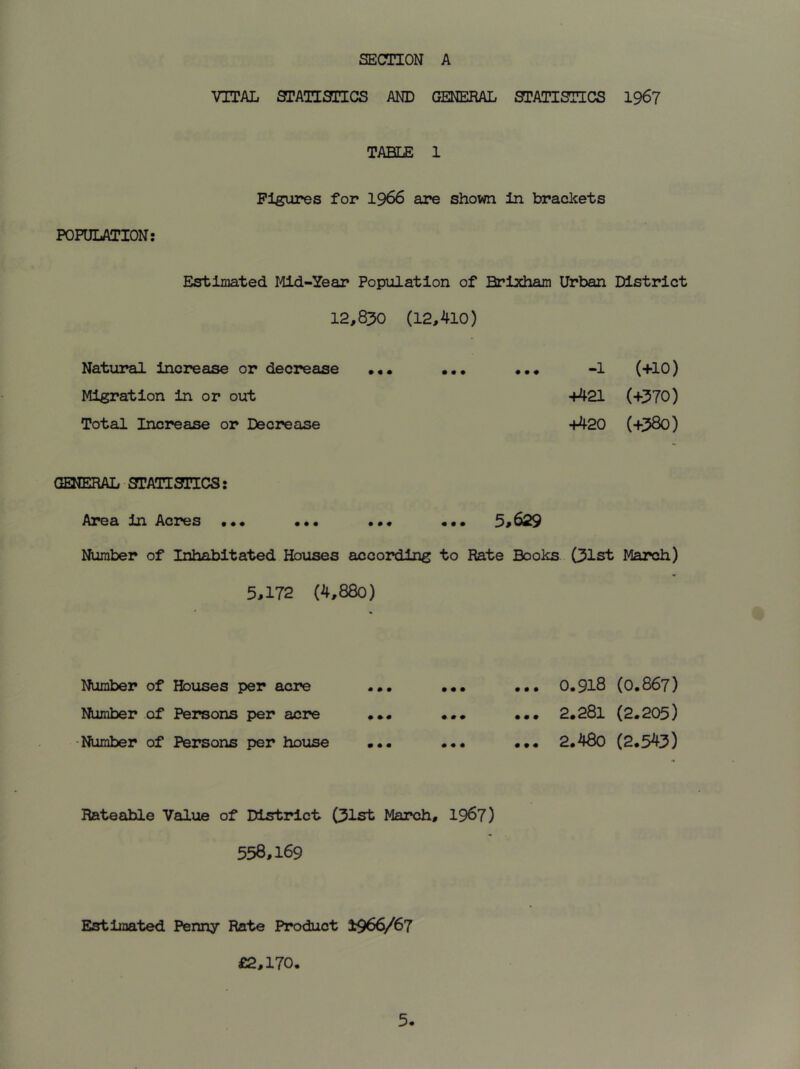 SECTION A
VITAL STATISTICS AND GENERAL STATISTICS 1967
TABLE 1
Figures for 1966 are shown in brackets
POPULATION:
Estimated Mid-Year Population of Brixham Urban District
12,830 (12,410)
Natural increase or decrease ... ... ... -1 (+10)
Migration in or out +421 (+370)
Total Increase or Decrease +420 (+380)
GENERAL STATISTICS:
Area in Acres ... ... ... ... 5,629
Number of Inhabitated Houses according to Rate Books (31st March)
5,172 (4,880)
Number of Houses per acre ... ... ... 0.918 (0.867)
Number of Persons per acre ... ... ... 2.281 (2.205)
Number of Persons per house ... ... ... 2.480 (2.543)
Rateable Value of District (31st March, 1967)
558,169
Estimated Penny Rate Product 1966/67
£2,170.
5.